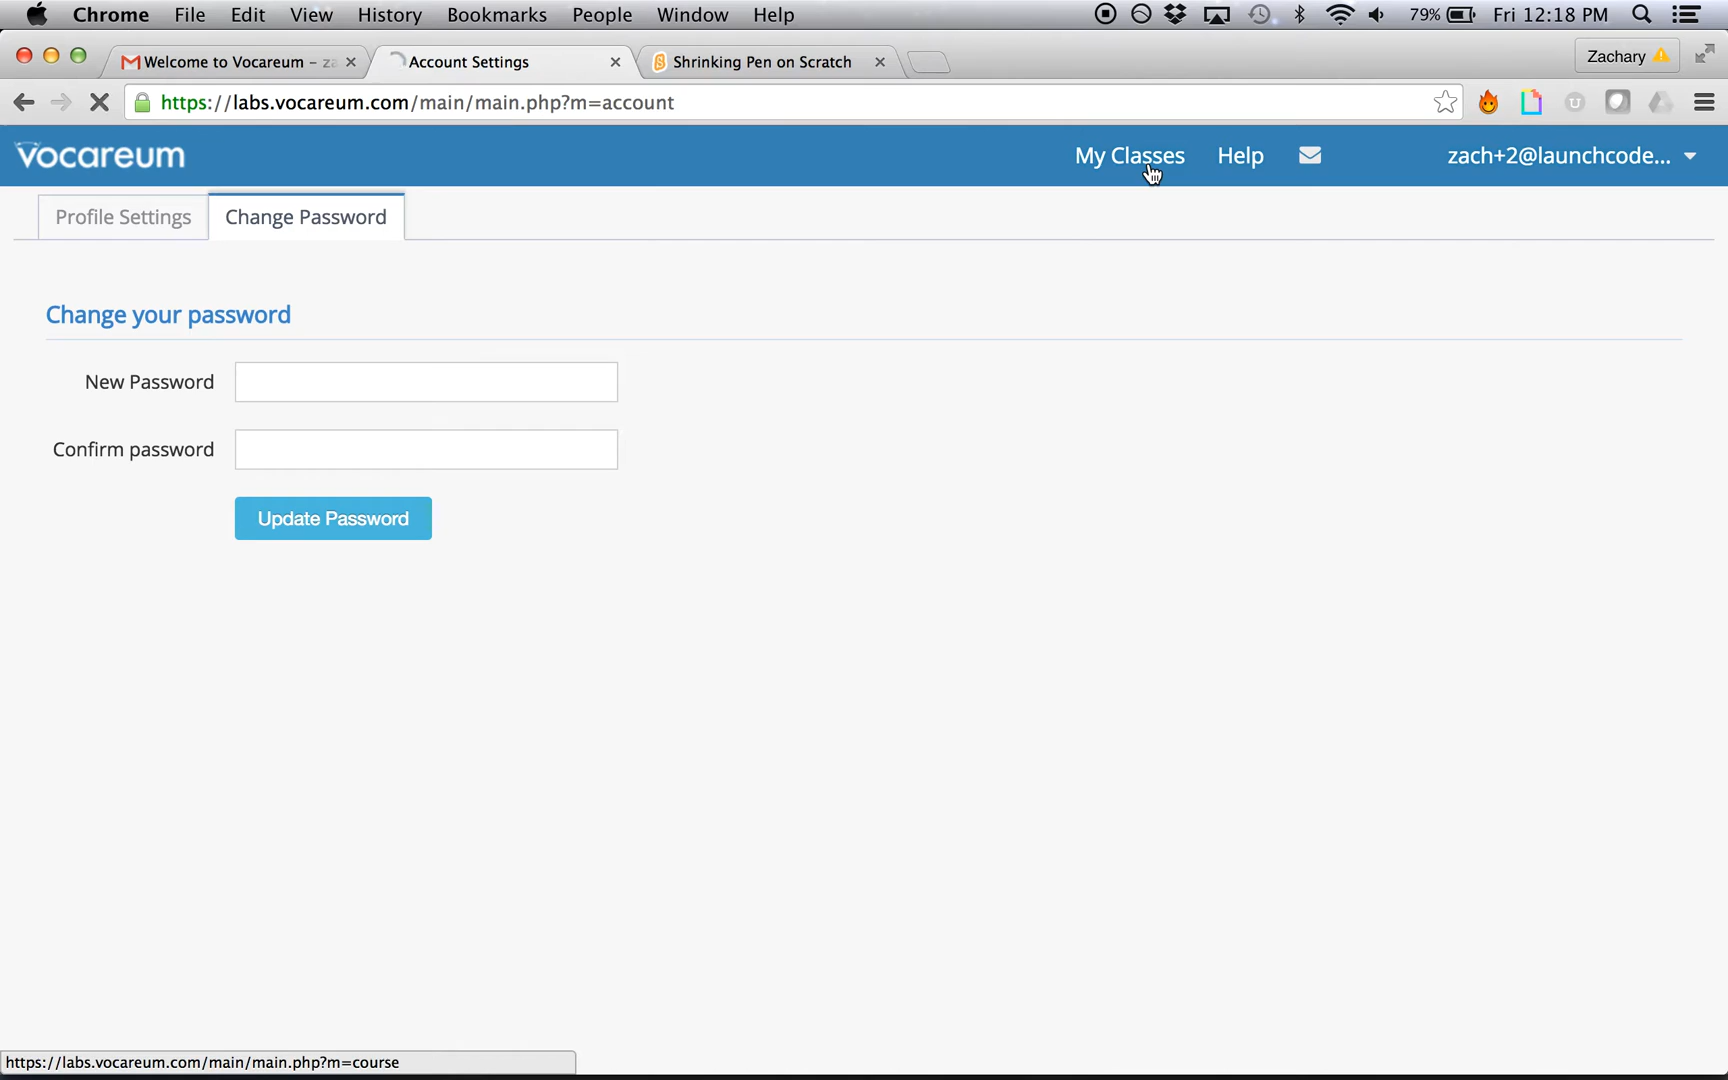 Chrome File Edit View History Bookmarks People Window Help 79% Fri 12:18 PM
Welcome to Vocareum – za Account Settings Shrinking Pen on Scratch Zachary
https://labs.vocareum.com/main/main.php?m=account
Vocareum My Classes Help zach+2@launchcode...
Profile Settings Change Password
Change your password
New Password
Confirm password
Update Password
https://labs.vocareum.com/main/main.php?m=course